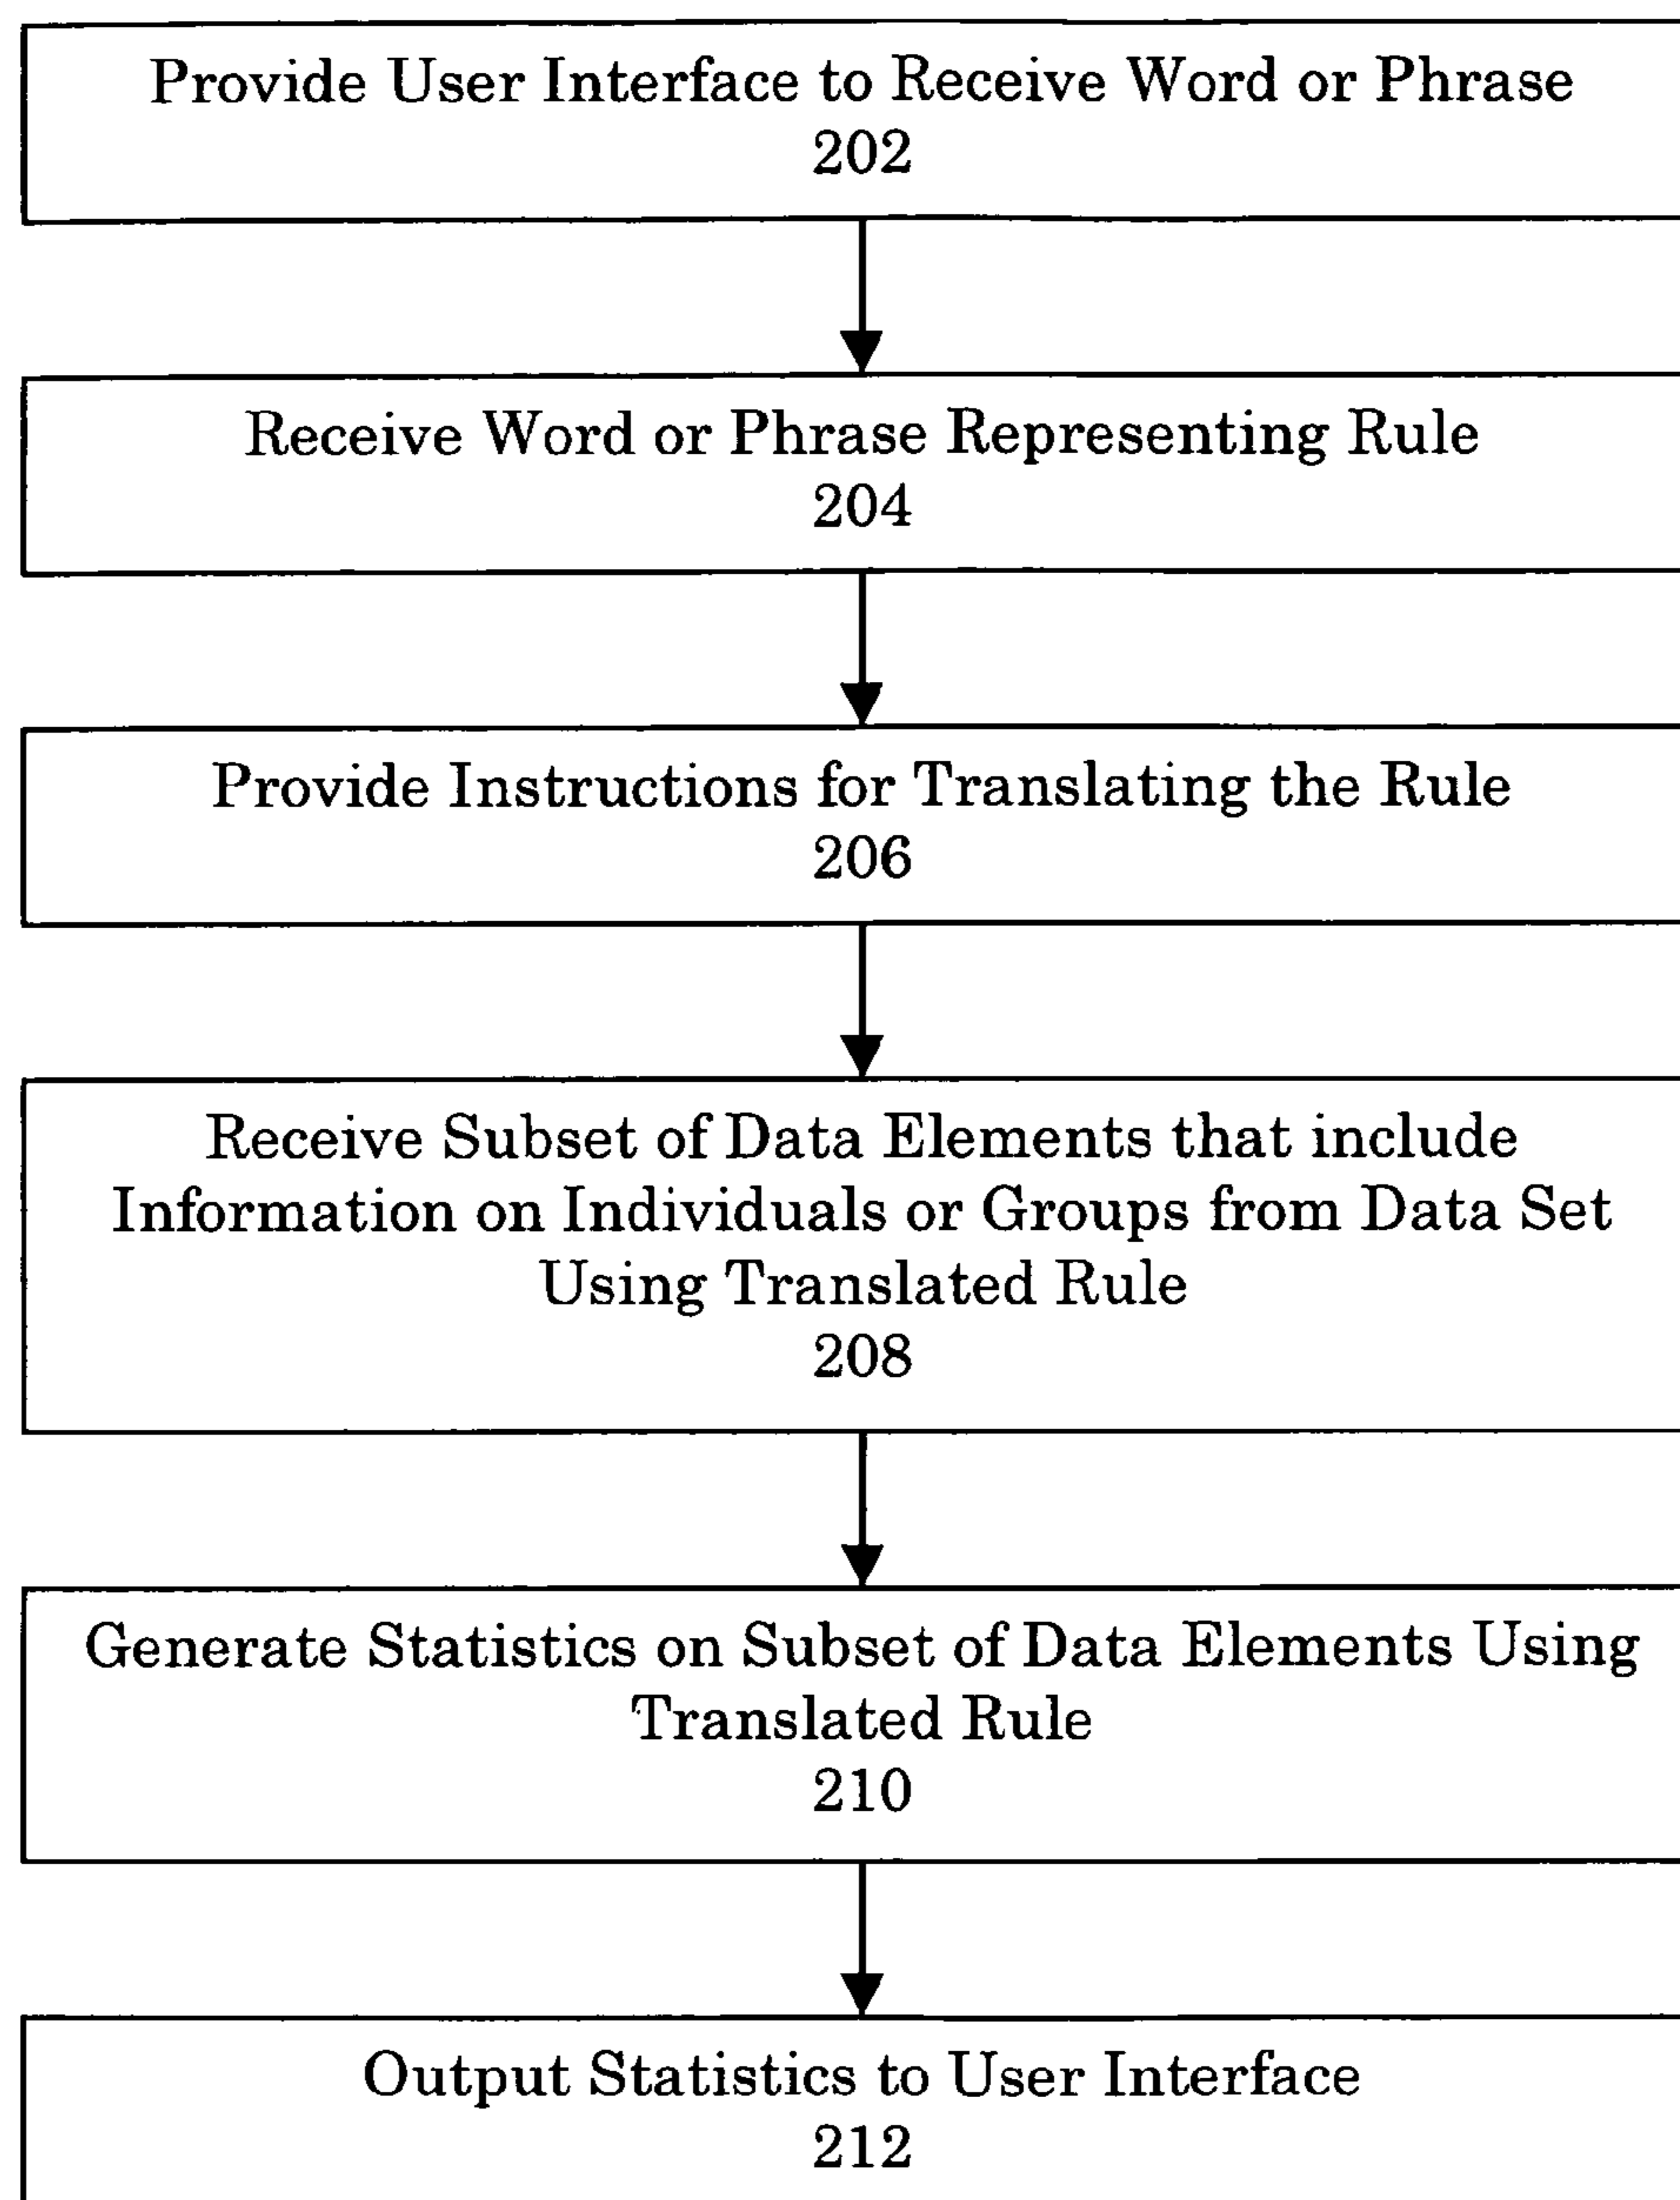 Provide User Interface to Receive Word or Phrase
202
Receive Word or Phrase Representing Rule
204
Provide Instructions for Translating the Rule
206
Receive Subset of Data Elements that include
Information on Individuals or Groups from Data Set
Using Translated Rule
208
Generate Statistics on Subset of Data Elements Using
Translated Rule
210
Output Statistics to User Interface
212